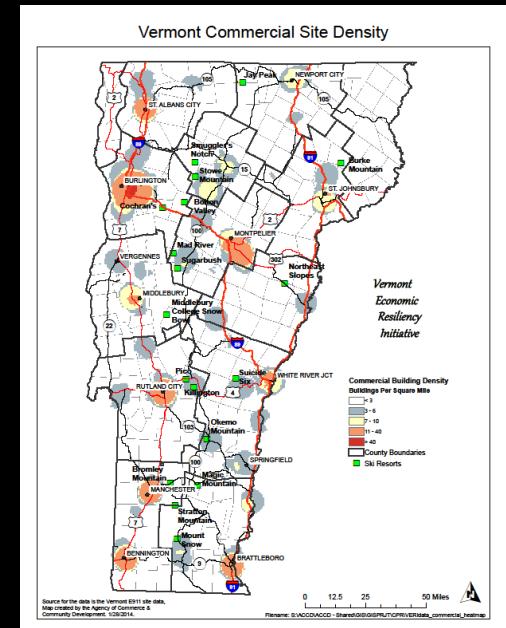 Vermont Commercial Site Density
Jay Peak
NEWPORT CITY
105
105
2
ST. ALBANS CITY
Smuggler's
Notch
89
91
Burke
Mountain
15
Stowe
Mountain
BURLINGTON
ST. JOHNSBURY
Cochran's
Bolton
Valley
2
7
100
MONTPELIER
Mad River
302
VERGENNES
Sugarbush
Northeast
Slopes
Vermont
Economic
Resiliency
Initiative
MIDDLEBURY
Middlebury
College Snow
Bowl
22
89
Pico
Suicide
Six
WHITE RIVER JCT
RUTLAND CITY
Killington
4
Commercial Building Density
Buildings Per Square Mile
< 3
3 - 6
7 - 10
11 - 40
> 40
County Boundaries
Ski Resorts
103
Okemo
Mountain
100
SPRINGFIELD
Bromley
Mountain
Magic
Mountain
MANCHESTER
Stratton
Mountain
7
Mount
Snow
BENNINGTON
BRATTLEBORO
9
91
0 12.5 25 50 Miles
Source for the data is the Vermont E911 site data,
Map created by the Agency of Commerce &
Community Development. 1/28/2014.